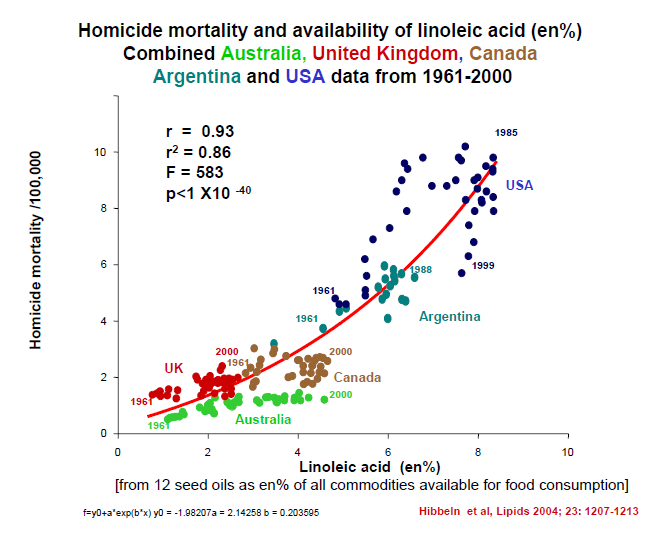 Homicide mortality and availability of linoleic acid (en%)
Combined Australia, United Kingdom, Canada
Argentina and USA data from 1961-2000
r = 0.93
r2 = 0.86
F = 583
p<1 X10 -40
Homicide mortality /100,000
10
8
6
4
2
0
1985
USA
1999
1988
Argentina
1961
1961
2000
UK
1961
2000
Canada
1961
2000
Australia
1961
0
2
4
6
8
10
Linoleic acid (en%)
[from 12 seed oils as en% of all commodities available for food consumption]
f=y0+a*exp(b*x) y0 = -1.98207a = 2.14258 b = 0.203595
Hibbeln et al, Lipids 2004; 23: 1207-1213